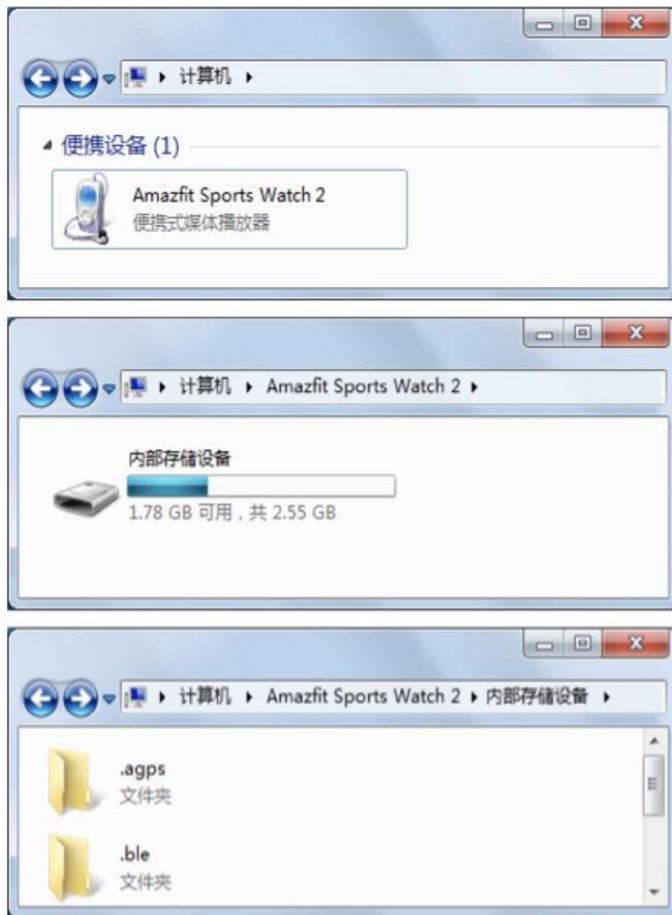 计算机
便携设备 (1)
Amazfit Sports Watch 2
便携式媒体播放器
计算机 Amazfit Sports Watch 2
内部存储设备
1.78 GB 可用，共 2.55 GB
计算机 Amazfit Sports Watch 2 内部存储设备
.agps
文件夹
.ble
文件夹